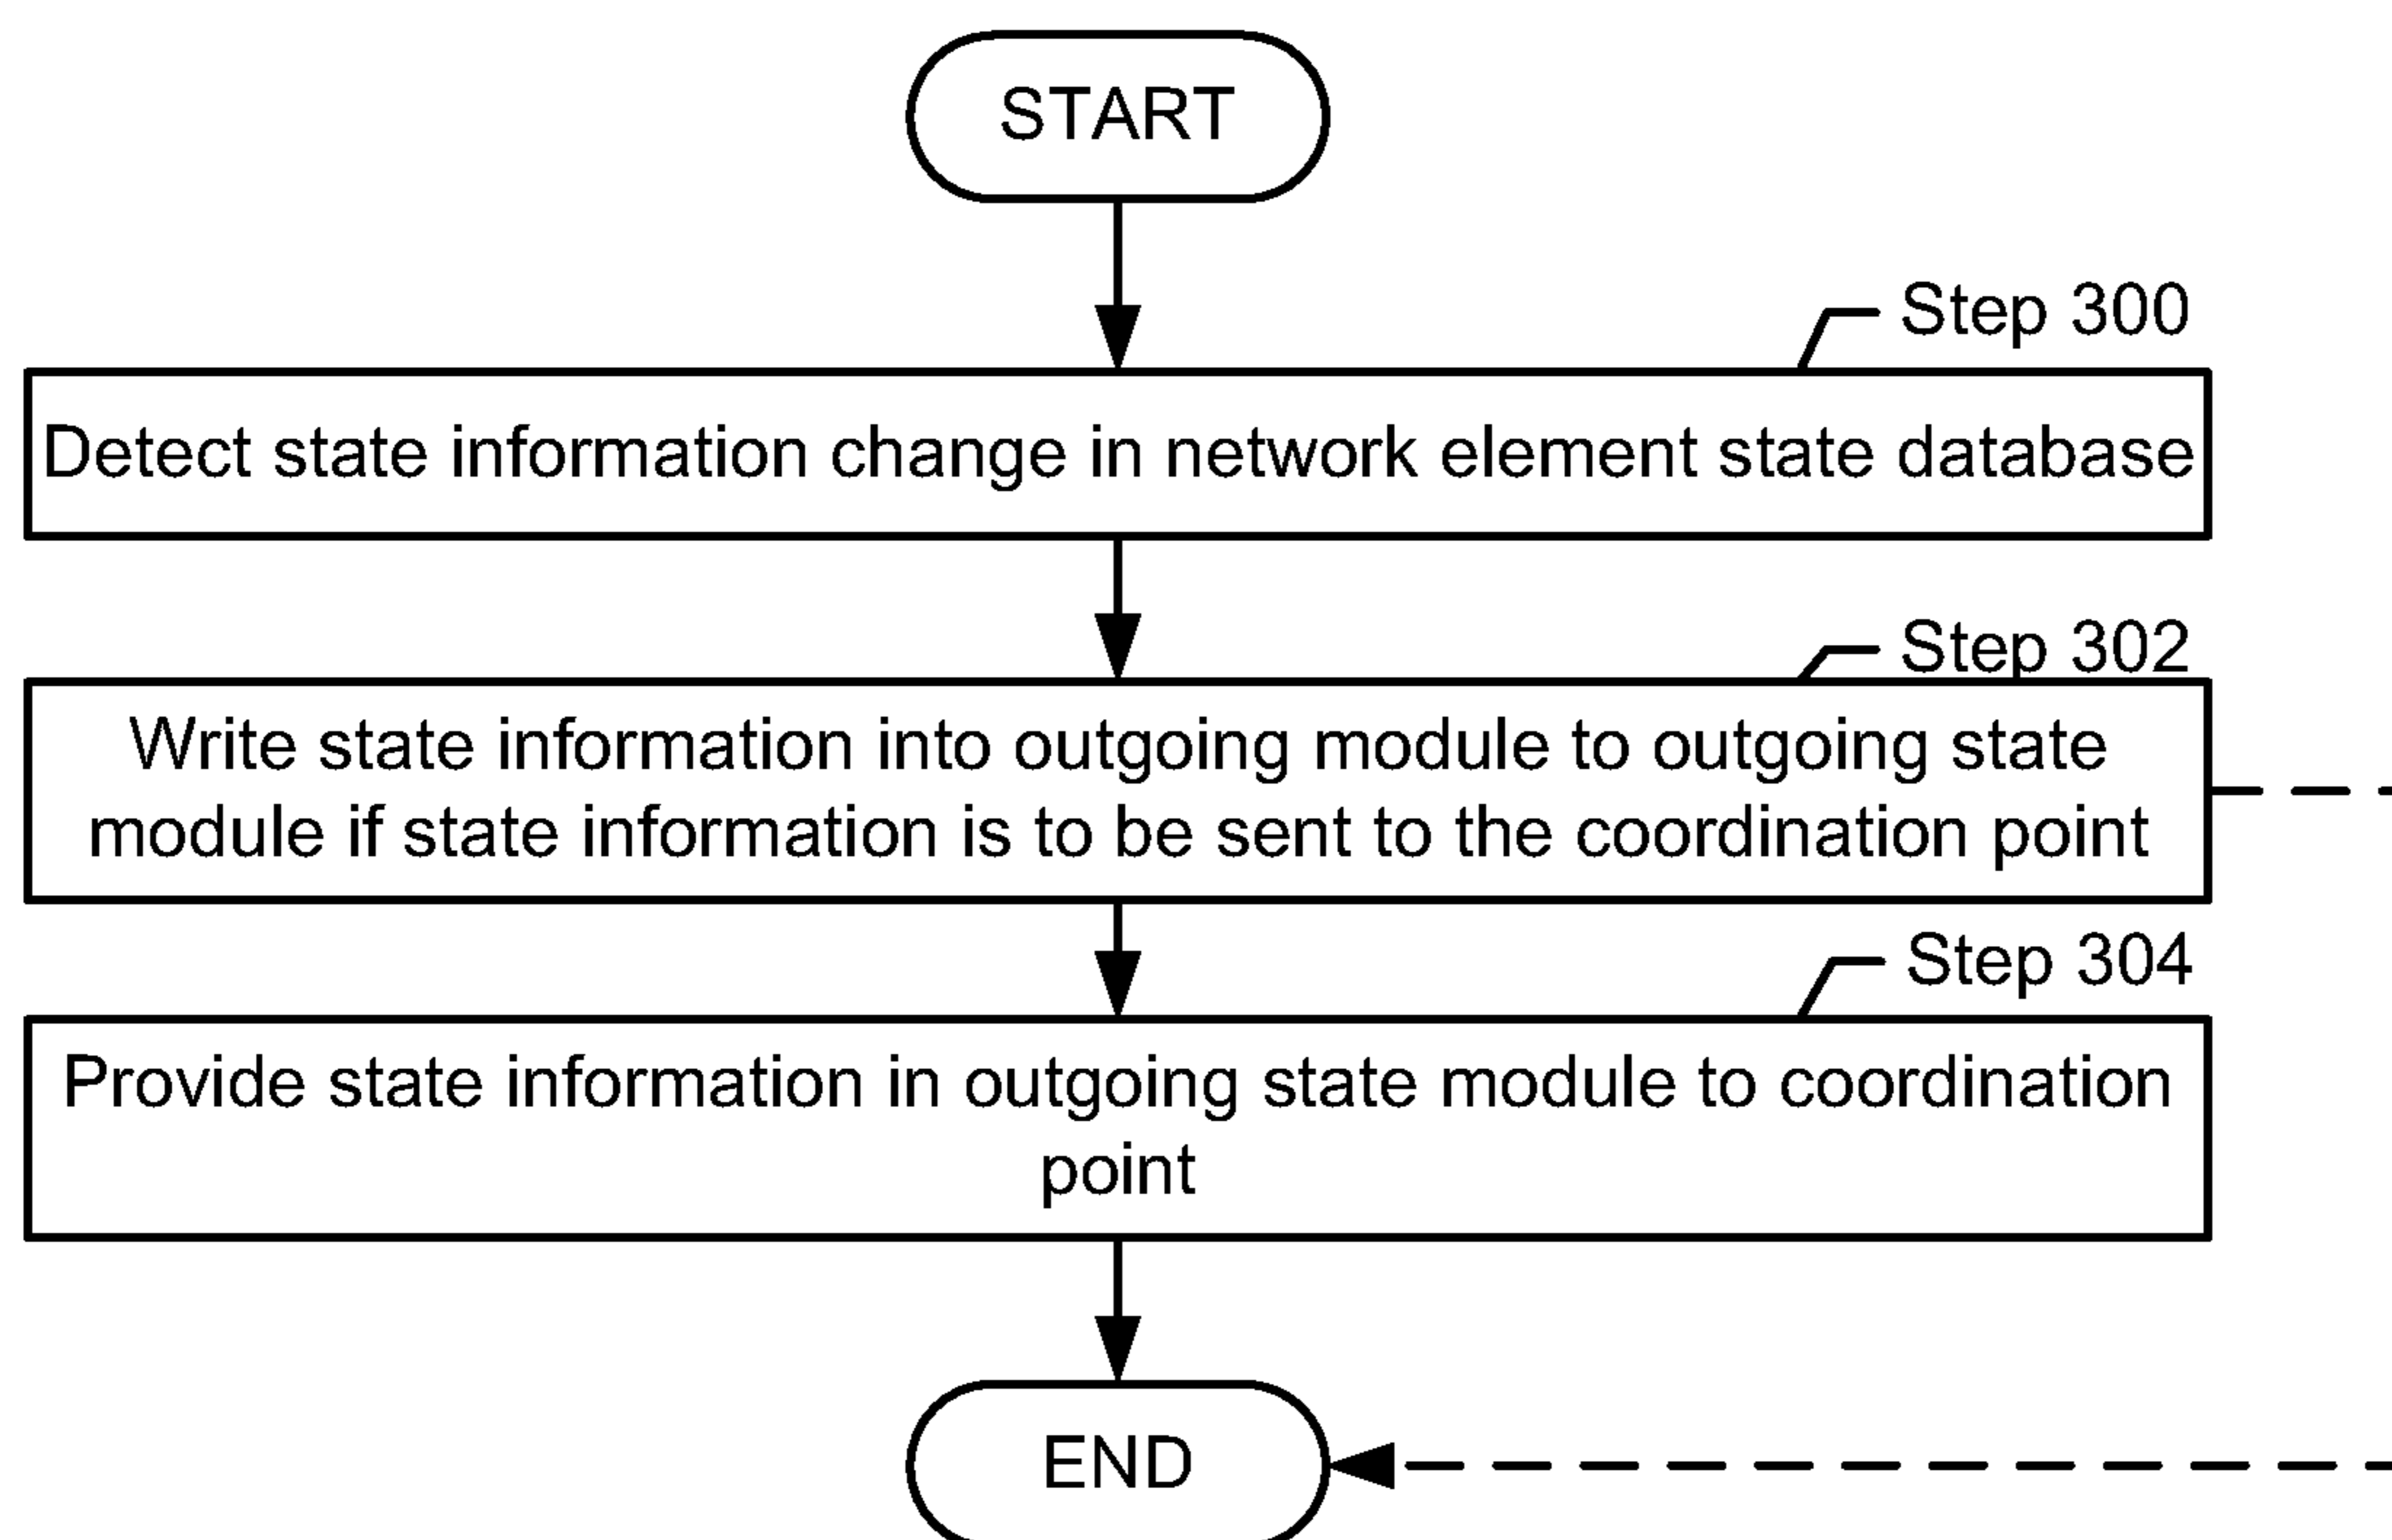 START
Step 300
Detect state information change in network element state database
Step 302
Write state information into outgoing module to outgoing state
module if state information is to be sent to the coordination point
Step 304
Provide state information in outgoing state module to coordination
point
END